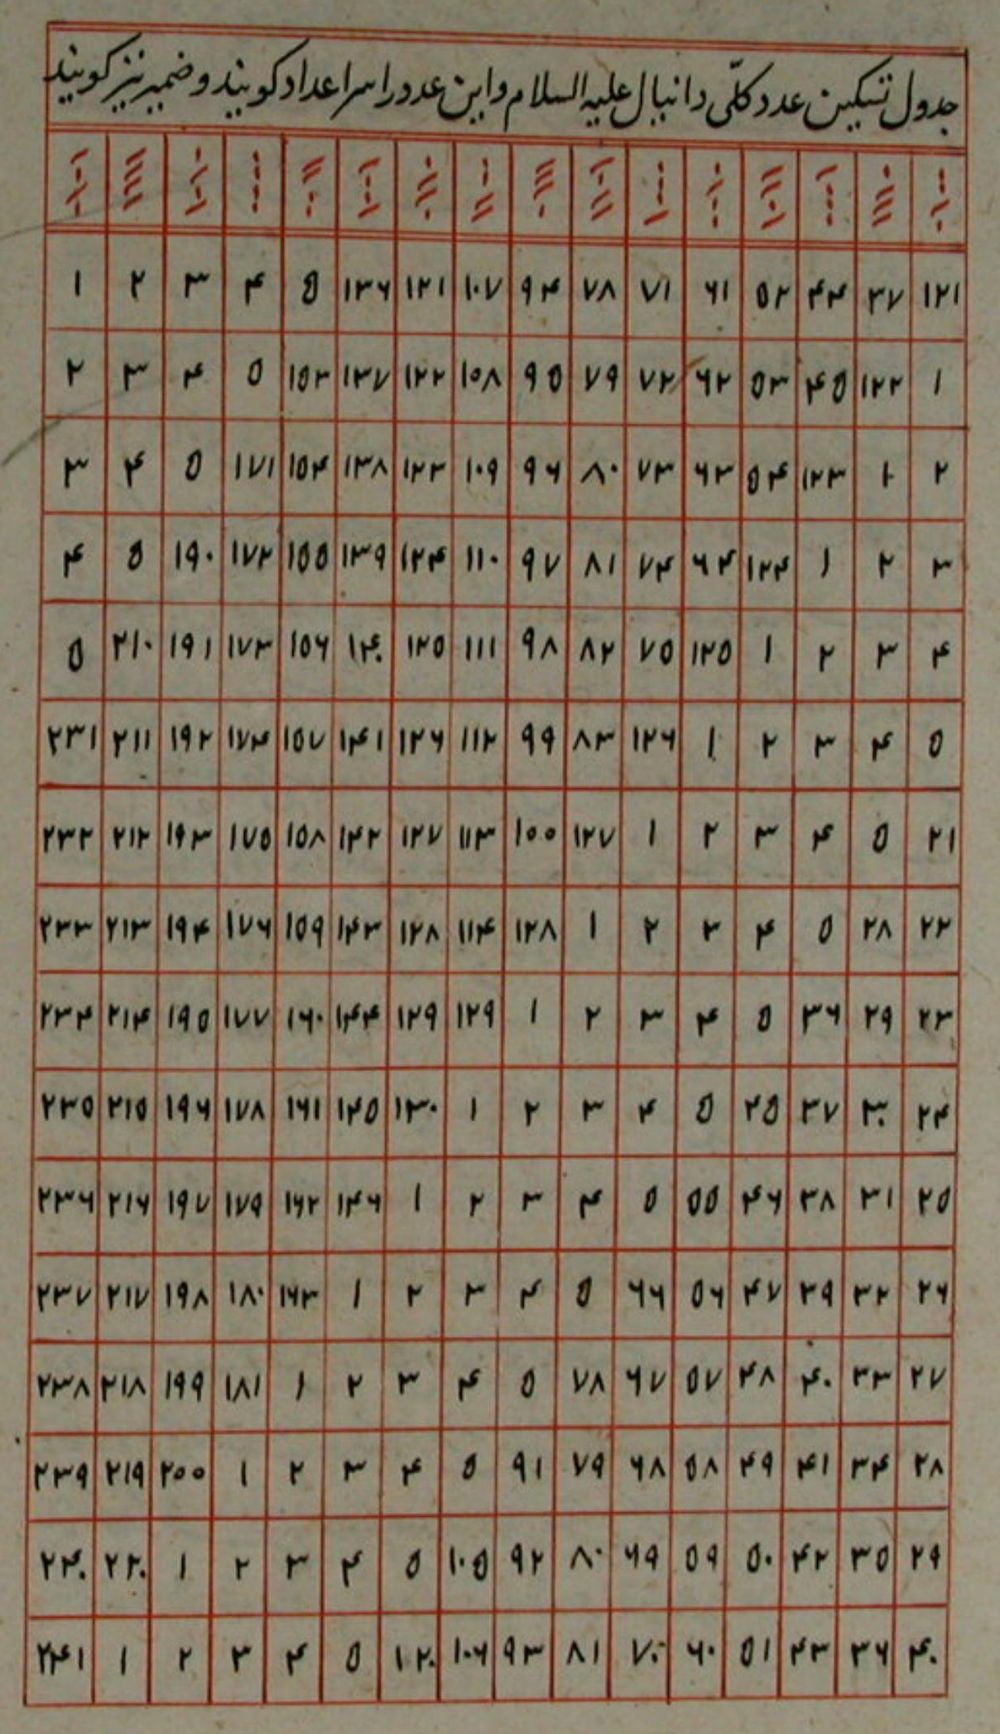 جدول تسکین عدد کلّی دانیال علیه السلام و این عدد را سر اعداد کویند و ضمیر نیز کویند
۱۲۱ ۳۷ ۴۴ ۵۲ ۶۱ ۷۱ ۷۸ ۹۴ ۱۰۷ ۱۲۱ ۱۳۶ ۵ ۴ ۳ ۲ ۱
۱ ۱۲۲ ۴۵ ۵۳ ۶۲ ۷۲ ۷۹ ۹۵ ۱۰۸ ۱۲۲ ۱۳۷ ۱۵۳ ۵ ۴ ۳ ۲
۲ ۱ ۱۲۳ ۵۴ ۶۳ ۷۳ ۸۰ ۹۶ ۱۰۹ ۱۲۳ ۱۳۸ ۱۵۴ ۱۷۱ ۵ ۴ ۳
۳ ۲ ۱ ۱۲۴ ۶۴ ۷۴ ۸۱ ۹۷ ۱۱۰ ۱۲۴ ۱۳۹ ۱۵۵ ۱۷۲ ۱۹۰ ۵ ۴
۴ ۳ ۲ ۱ ۱۲۵ ۷۵ ۸۲ ۹۸ ۱۱۱ ۱۲۵ ۱۴۰ ۱۵۶ ۱۷۳ ۱۹۱ ۲۱۰ ۵
۵ ۴ ۳ ۲ ۱ ۱۲۶ ۸۳ ۹۹ ۱۱۲ ۱۲۶ ۱۴۱ ۱۵۷ ۱۷۴ ۱۹۲ ۲۱۱ ۲۳۱
۲۱ ۵ ۴ ۳ ۲ ۱ ۱۲۷ ۱۰۰ ۱۱۳ ۱۲۷ ۱۴۲ ۱۵۸ ۱۷۵ ۱۹۳ ۲۱۲ ۲۳۲
۲۲ ۲۸ ۵ ۴ ۳ ۲ ۱ ۱۲۸ ۱۱۴ ۱۲۸ ۱۴۳ ۱۵۹ ۱۷۶ ۱۹۴ ۲۱۳ ۲۳۳
۲۳ ۲۹ ۳۶ ۵ ۴ ۳ ۲ ۱ ۱۲۹ ۱۲۹ ۱۴۴ ۱۶۰ ۱۷۷ ۱۹۵ ۲۱۴ ۲۳۴
۲۴ ۳۰ ۳۷ ۴۵ ۵ ۴ ۳ ۲ ۱ ۱۳۰ ۱۴۵ ۱۶۱ ۱۷۸ ۱۹۶ ۲۱۵ ۲۳۵
۲۵ ۳۱ ۳۸ ۴۶ ۵۵ ۵ ۴ ۳ ۲ ۱ ۱۴۶ ۱۶۲ ۱۷۹ ۱۹۷ ۲۱۶ ۲۳۶
۲۶ ۳۲ ۳۹ ۴۷ ۵۶ ۶۶ ۵ ۴ ۳ ۲ ۱ ۱۶۳ ۱۸۰ ۱۹۸ ۲۱۷ ۲۳۷
۲۷ ۳۳ ۴۰ ۴۸ ۵۷ ۶۷ ۷۸ ۵ ۴ ۳ ۲ ۱ ۱۸۱ ۱۹۹ ۲۱۸ ۲۳۸
۲۸ ۳۴ ۴۱ ۴۹ ۵۸ ۶۸ ۷۹ ۹۱ ۵ ۴ ۳ ۲ ۱ ۲۰۰ ۲۱۹ ۲۳۹
۲۹ ۳۵ ۴۲ ۵۰ ۵۹ ۶۹ ۸۰ ۹۲ ۱۰۵ ۵ ۴ ۳ ۲ ۱ ۲۲۰ ۲۴۰
۴۰ ۳۶ ۴۳ ۵۱ ۶۰ ۷۰ ۸۱ ۹۳ ۱۰۶ ۱۲۰ ۵ ۴ ۳ ۲ ۱ ۲۴۱